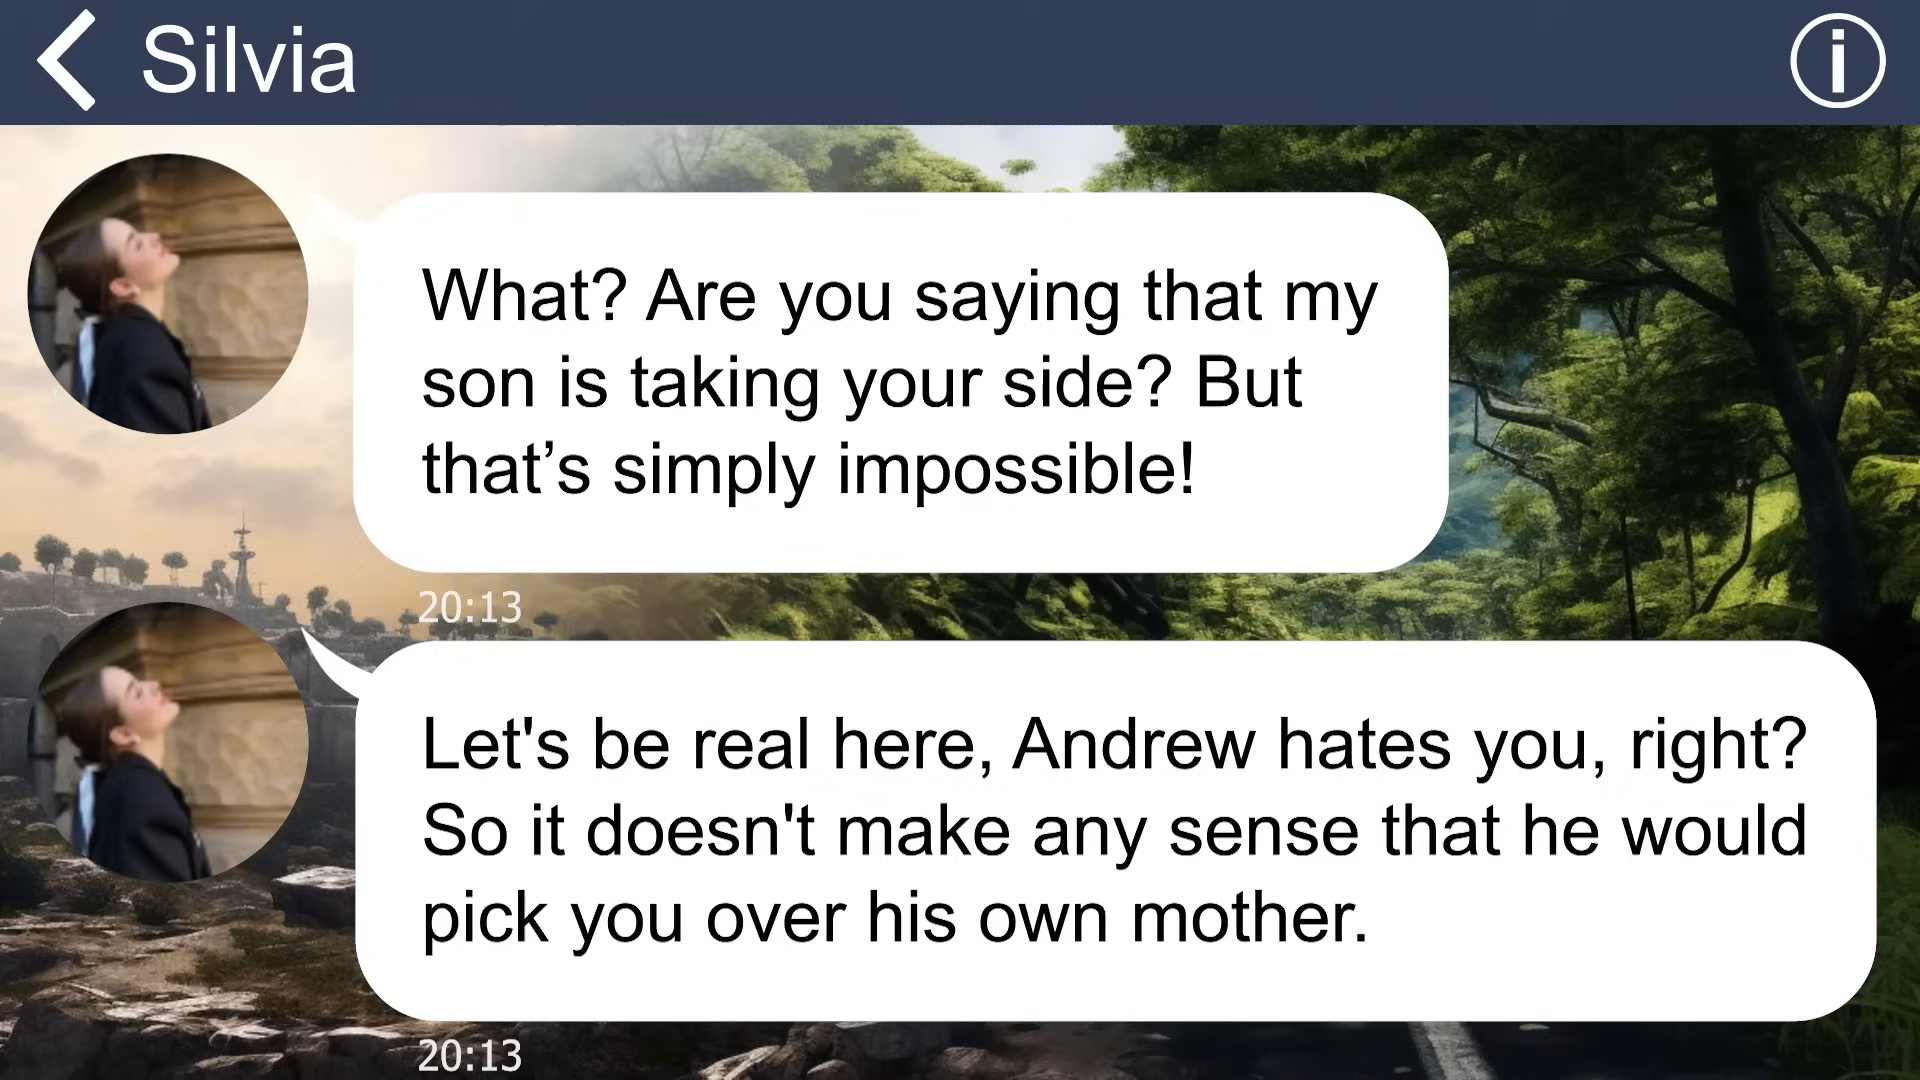 Silvia
What? Are you saying that my
son is taking your side? But
that’s simply impossible!
20:13
Let's be real here, Andrew hates you, right?
So it doesn't make any sense that he would
pick you over his own mother.
20:13